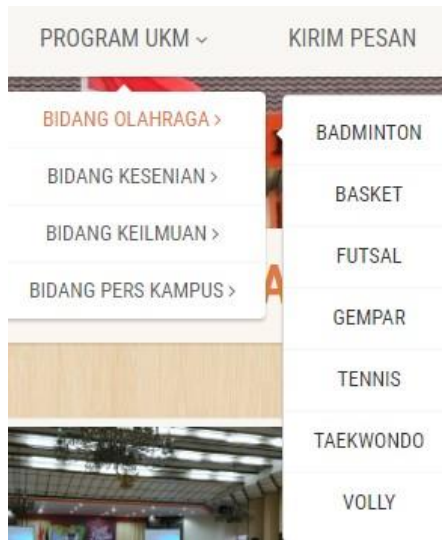 PROGRAM UKM
KIRIM PESAN
BIDANG OLAHRAGA >
BIDANG KESENIAN >
BIDANG KEILMUAN >
BIDANG PERS KAMPUS >
BADMINTON
BASKET
FUTSAL
GEMPAR
TENNIS
TAEKWONDO
VOLLY
A